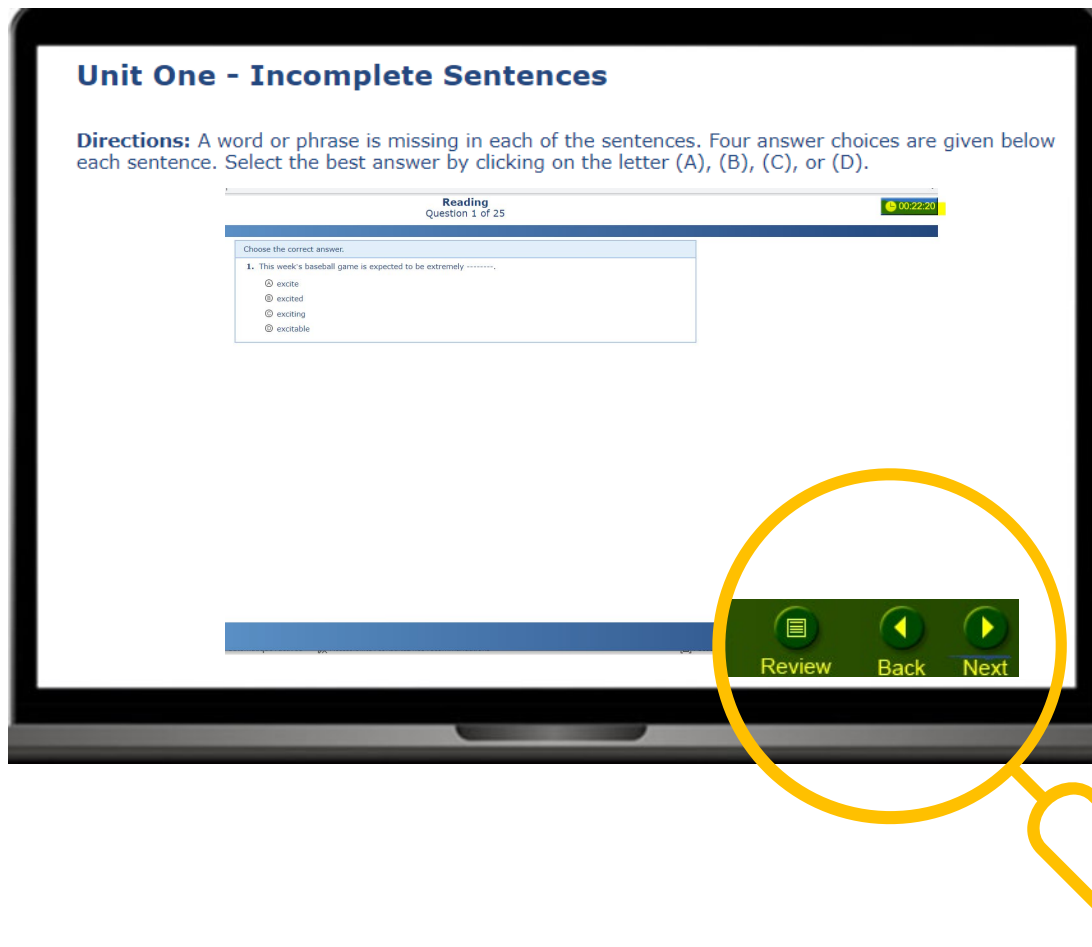 Unit One - Incomplete Sentences
Directions: A word or phrase is missing in each of the sentences. Four answer choices are given below
each sentence. Select the best answer by clicking on the letter (A), (B), (C), or (D).
Reading
Question 1 of 25
00:22:20
Choose the correct answer.
1. This week's baseball game is expected to be extremely --------.
A excite
B excited
C exciting
D excitable
Review Back Next